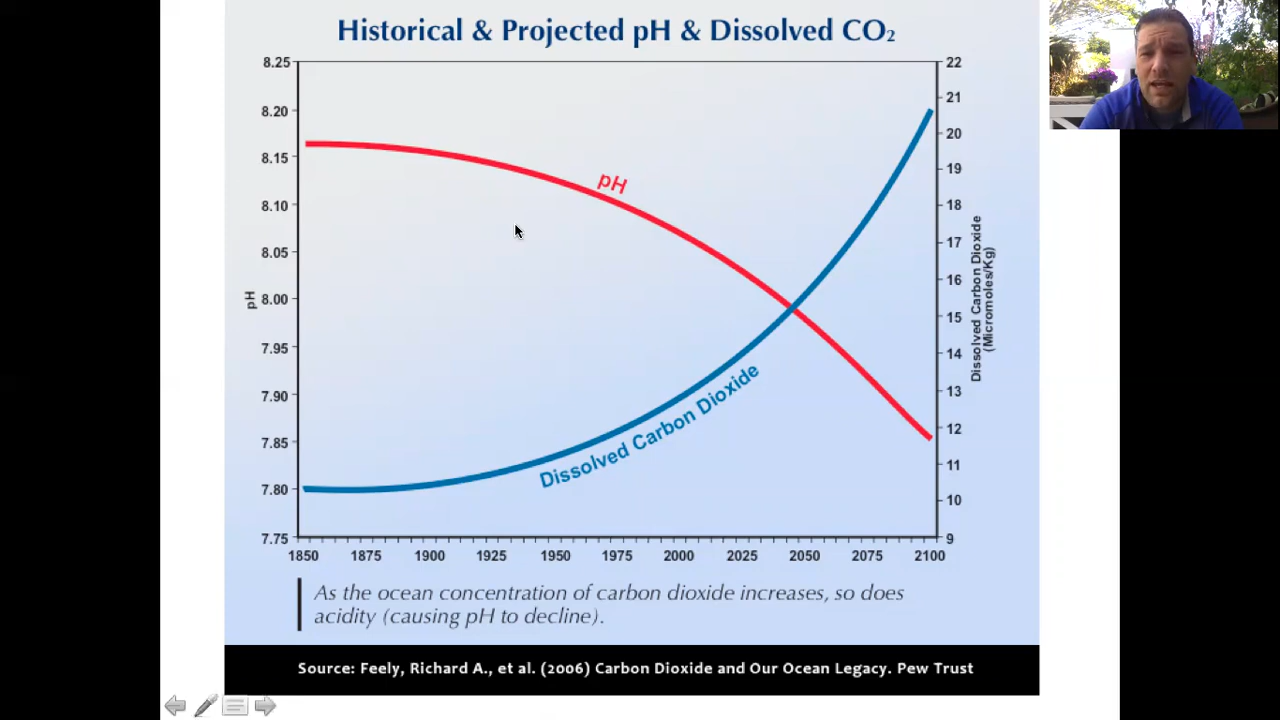 Historical & Projected pH & Dissolved CO₂
8.25
8.20
8.15
8.10
8.05
8.00
7.95
7.90
7.85
7.80
7.75
pH
22
21
20
19
18
17
16
15
14
13
12
11
10
9
Dissolved Carbon Dioxide
(Micromoles/Kg)
pH
Dissolved Carbon Dioxide
1850 1875 1900 1925 1950 1975 2000 2025 2050 2075 2100
As the ocean concentration of carbon dioxide increases, so does
acidity (causing pH to decline).
Source: Feely, Richard A., et al. (2006) Carbon Dioxide and Our Ocean Legacy. Pew Trust